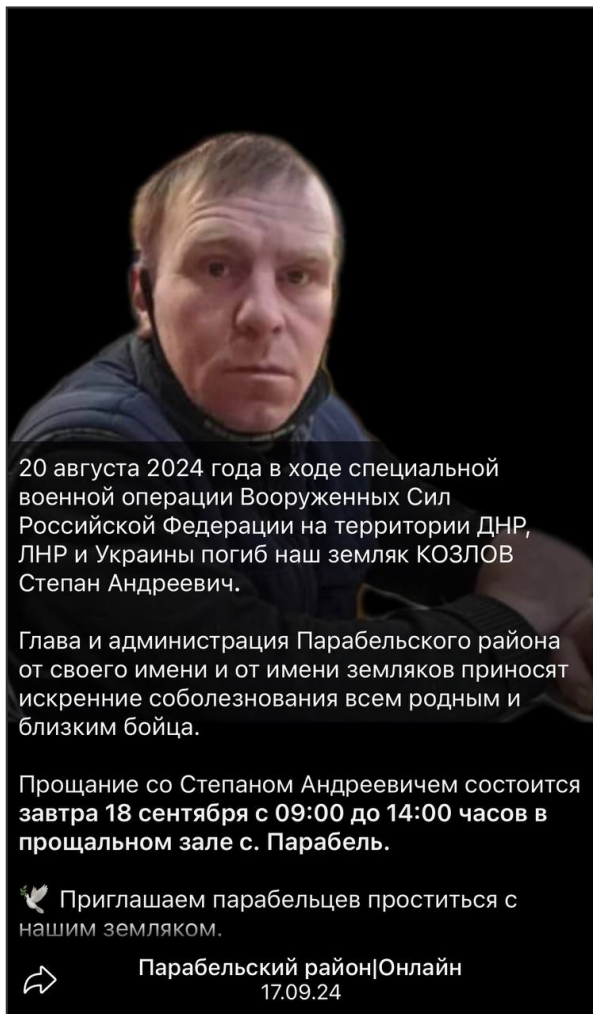 20 августа 2024 года в ходе специальной
военной операции Вооруженных Сил
Российской Федерации на территории ДНР,
ЛНР и Украины погиб наш земляк КОЗЛОВ
Степан Андреевич.
Глава и администрация Парабельского района
от своего имени и от имени земляков приносят
искренние соболезнования всем родным и
близким бойца.
Прощание со Степаном Андреевичем состоится
завтра 18 сентября с 09:00 до 14:00 часов в
прощальном зале с. Парабель.
🕊 Приглашаем парабельцев проститься с
нашим земляком.
Парабельский район|Онлайн
17.09.24